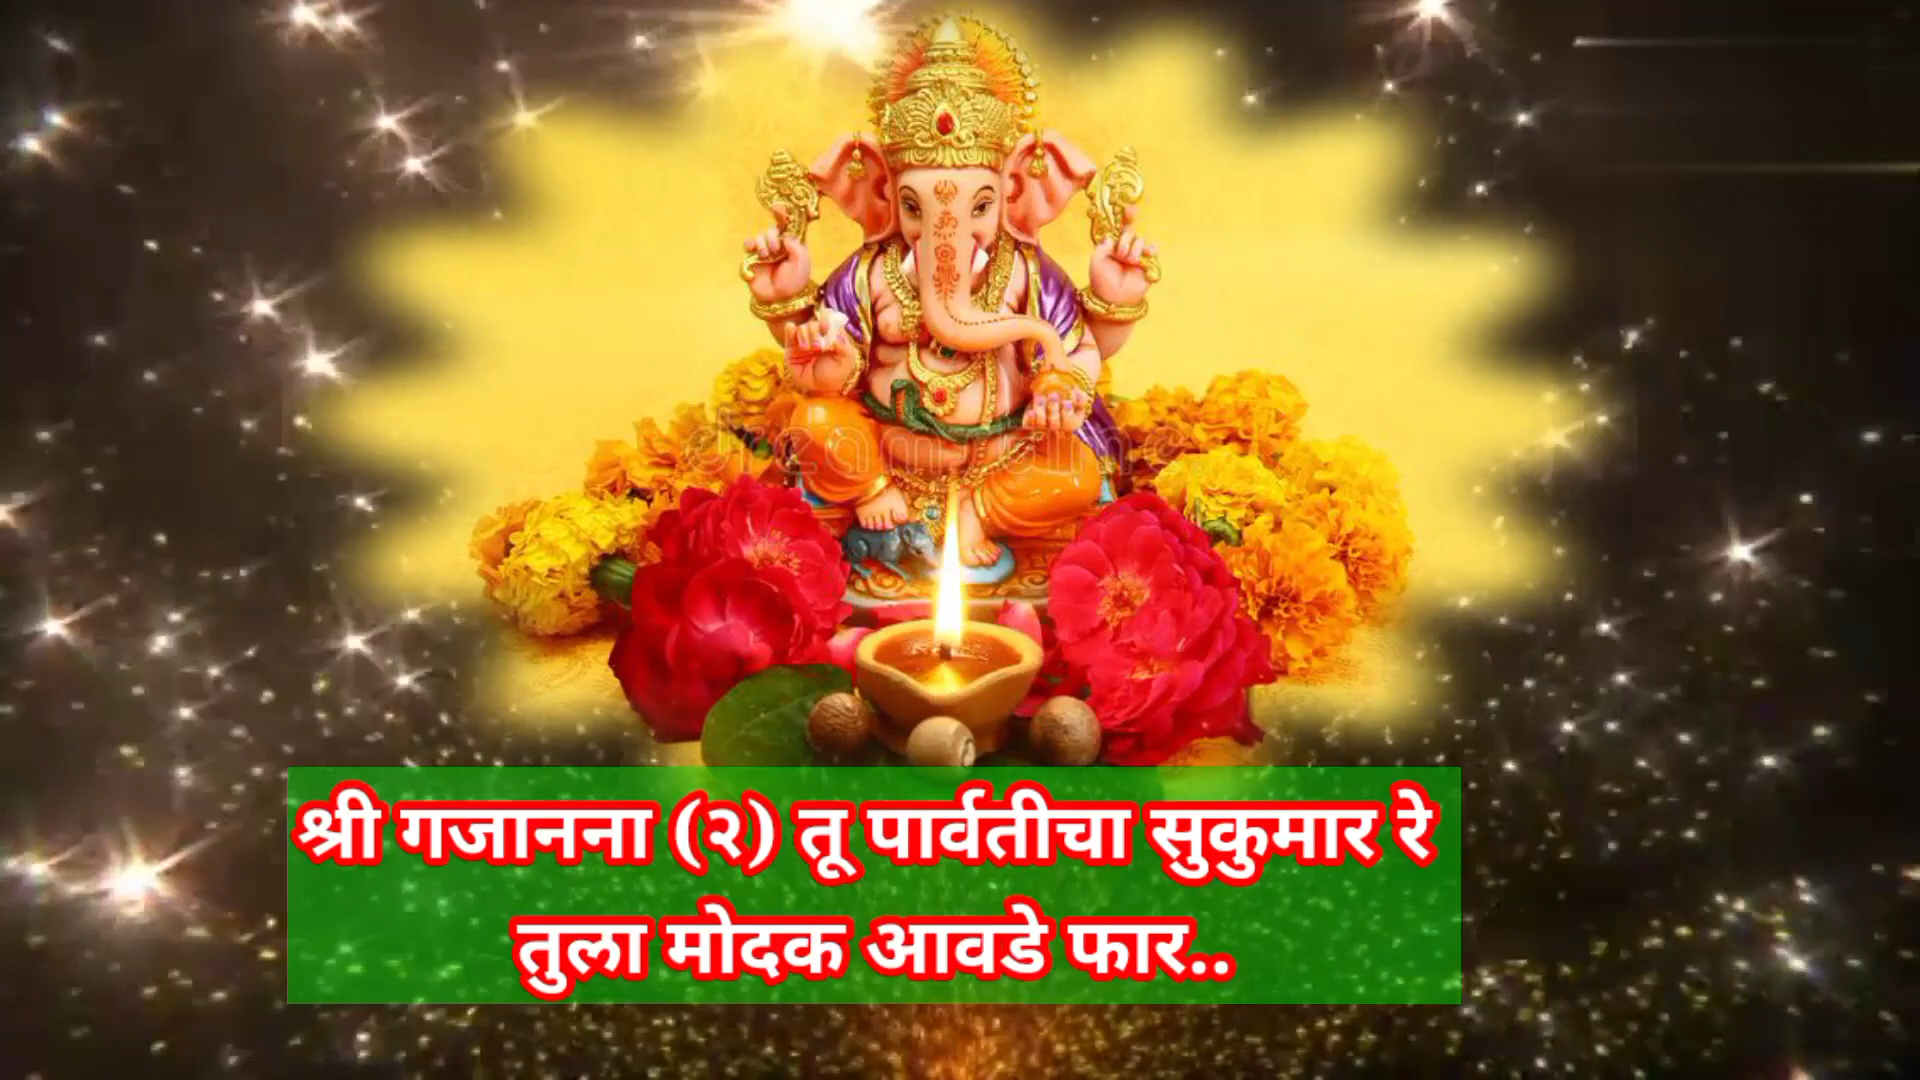 श्री गजानना (२) तू पार्वतीचा सुकुमार रे
तुला मोदक आवडे फार..